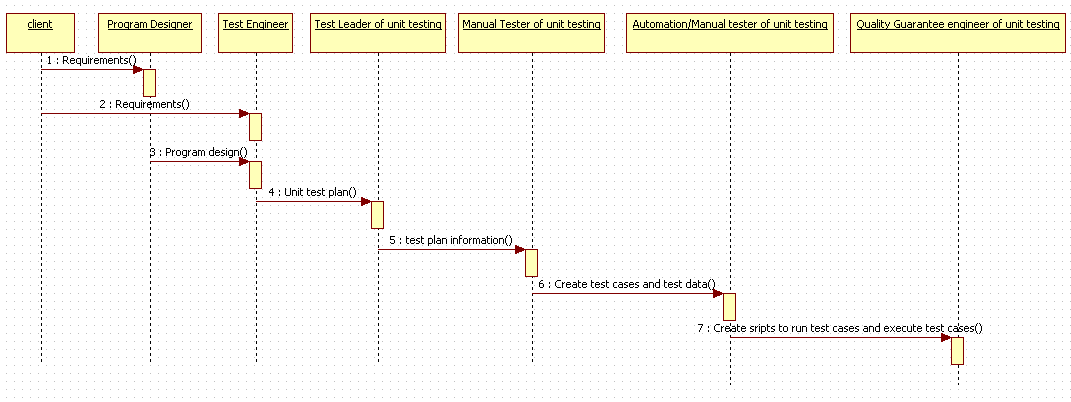 client
Program Designer
Test Engineer
Test Leader of unit testing
Manual Tester of unit testing
Automation/Manual tester of unit testing
Quality Guarantee engineer of unit testing
1 : Requirements()
2 : Requirements()
3 : Program design()
4 : Unit test plan()
5 : test plan information()
6 : Create test cases and test data()
7 : Create sripts to run test cases and execute test cases()